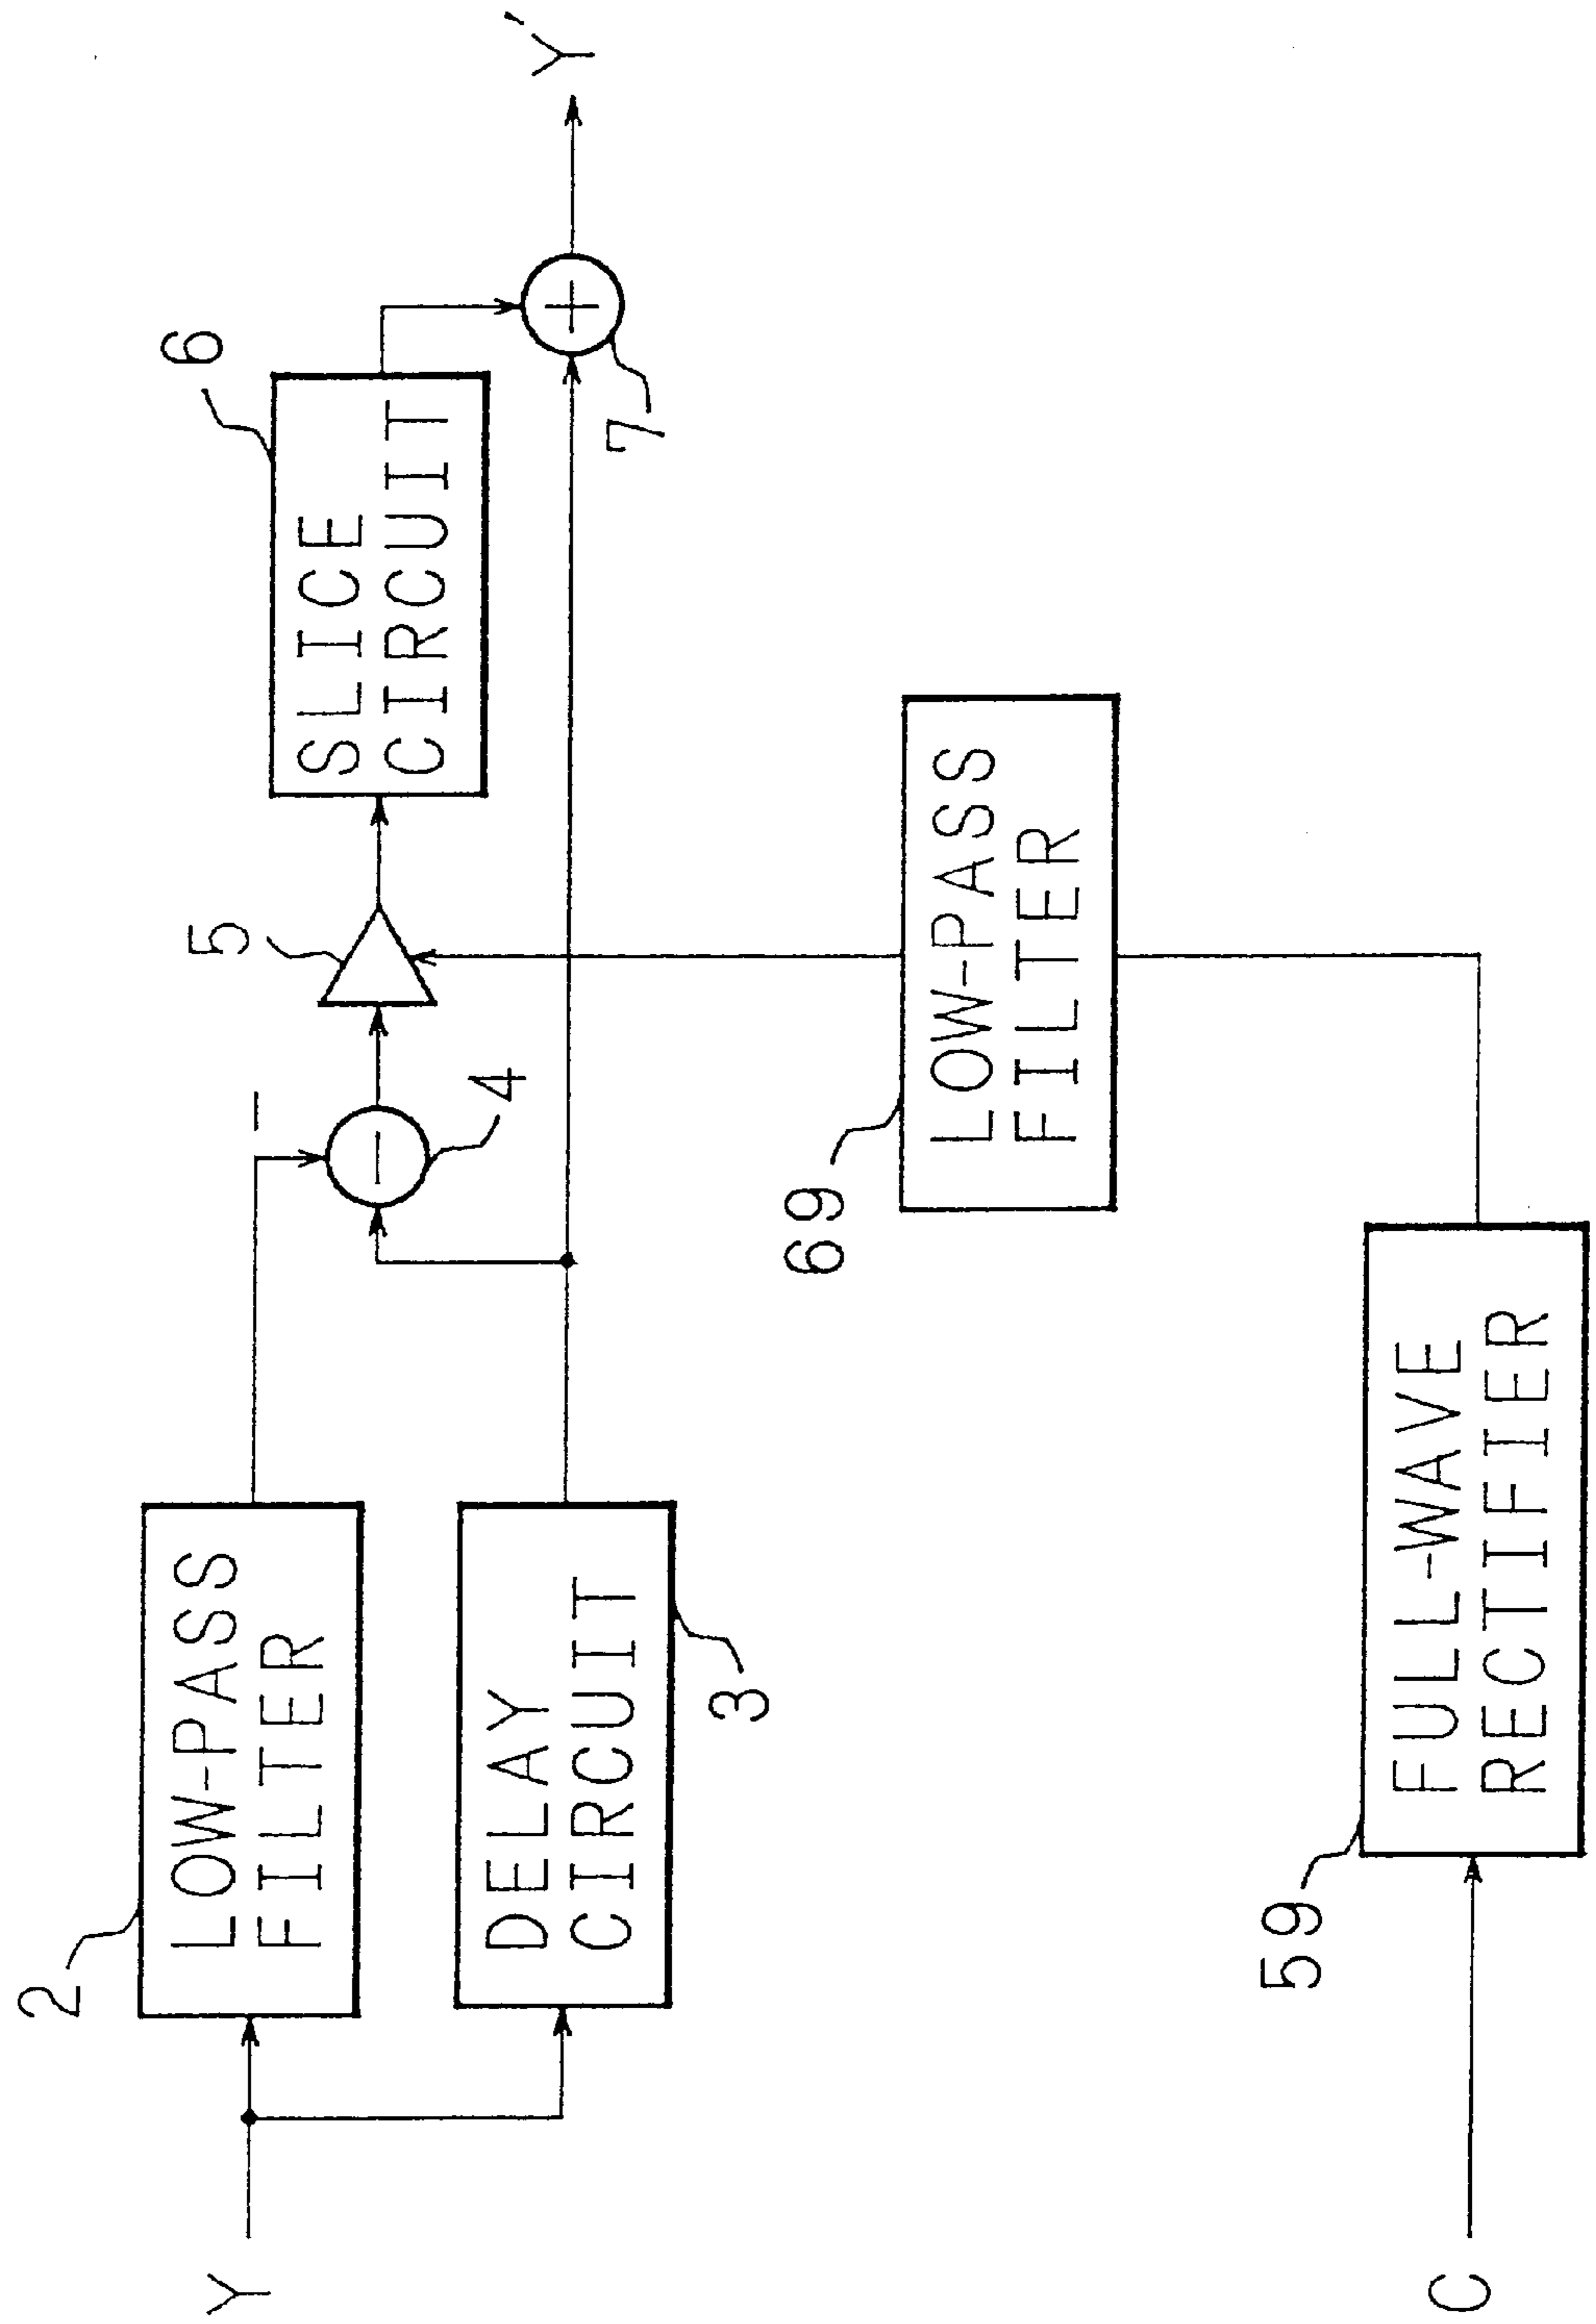 Y
2
LOW-PASS
FILTER
DELAY
CIRCUIT
3
−
−
4
5
6
SLICE
CIRCUIT
+
7
Y'
69
LOW-PASS
FILTER
C
59
FULL-WAVE
RECTIFIER